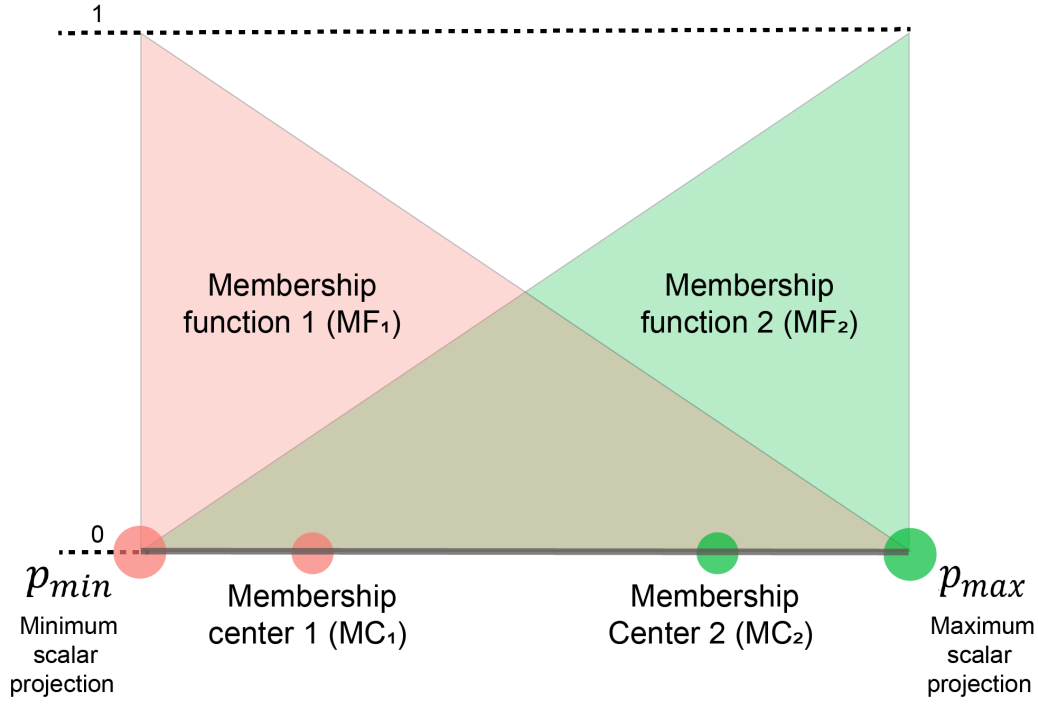 1
Membership
function 1 (MF₁)
Membership
function 2 (MF₂)
0
p_min
Minimum
scalar
projection
Membership
center 1 (MC₁)
Membership
Center 2 (MC₂)
p_max
Maximum
scalar
projection